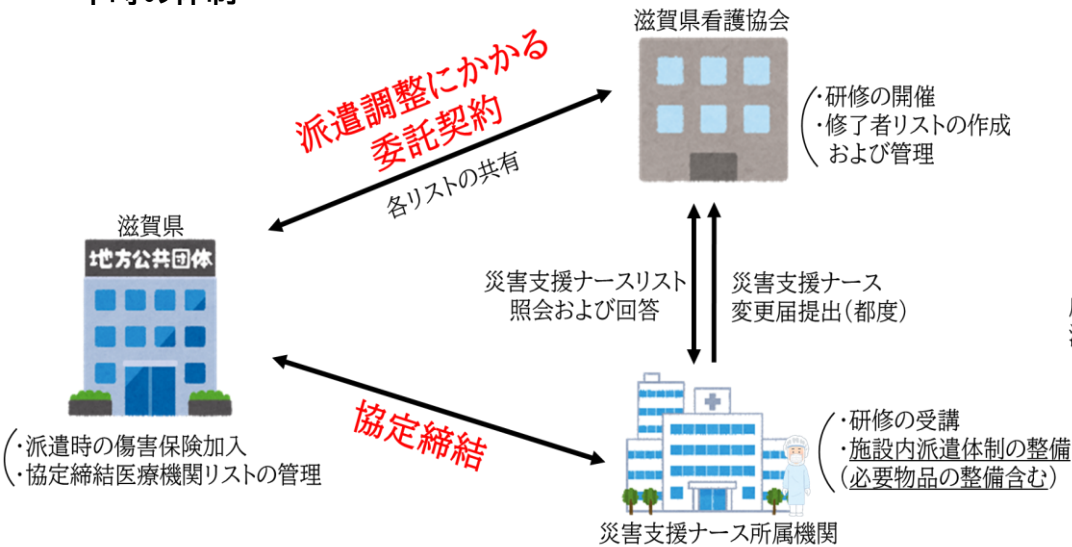 滋賀県看護協会
派遣調整にかかる
委託契約
各リストの共有
・研修の開催
・修了者リストの作成
および管理
滋賀県
地方公共団体
災害支援ナースリスト
照会および回答
災害支援ナース
変更届提出(都度)
協定締結
・派遣時の傷害保険加入
・協定締結医療機関リストの管理
・研修の受講
・施設内派遣体制の整備
(必要物品の整備含む)
災害支援ナース所属機関